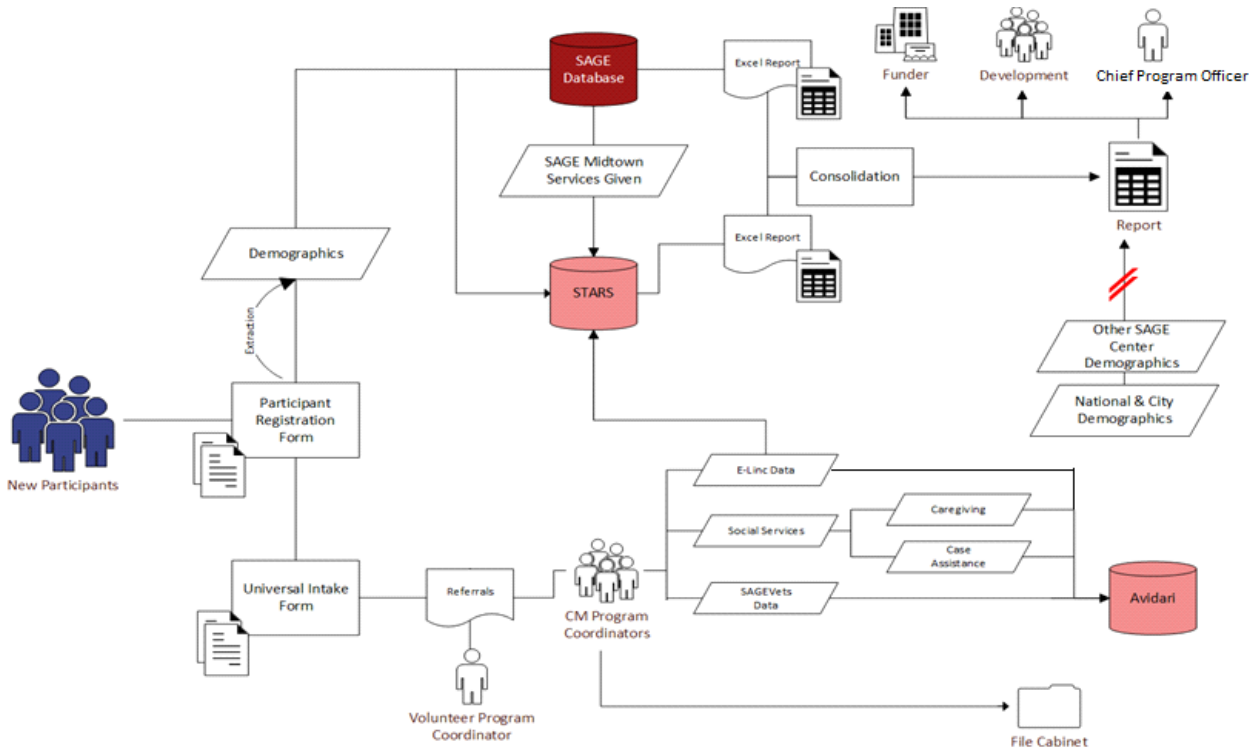 SAGE
Database
Excel Report
Funder
Development
Chief Program Officer
SAGE Midtown
Services Given
Consolidation
Demographics
Excel Report
Report
STARS
Extraction
Other SAGE
Center
Demographics
National & City
Demographics
Participant
Registration
Form
New Participants
E-Linc Data
Caregiving
Social Services
Case
Assistance
Universal Intake
Form
Referrals
SAGEVets
Data
Avidari
CM Program
Coordinators
Volunteer Program
Coordinator
File Cabinet